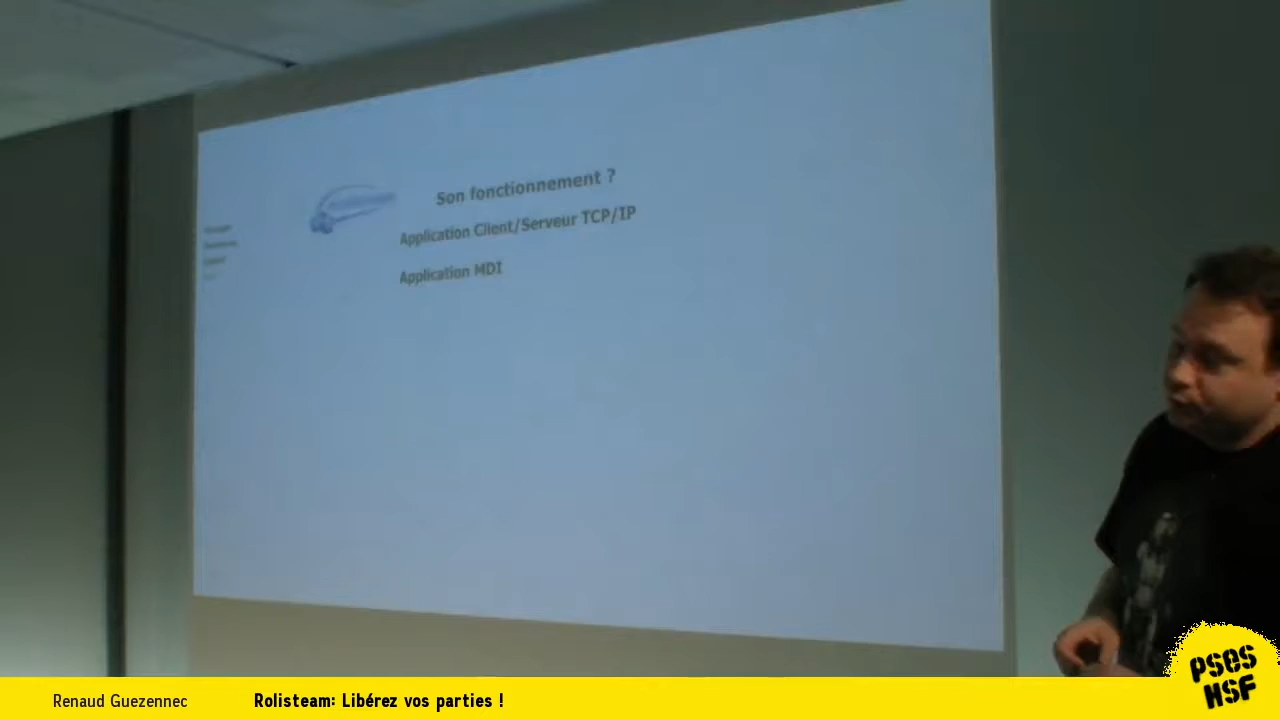 Son fonctionnement ?
Application Client/Serveur TCP/IP
Application MDI
Renaud Guezennec
Rolisteam: Libérez vos parties !
PSES
HSF